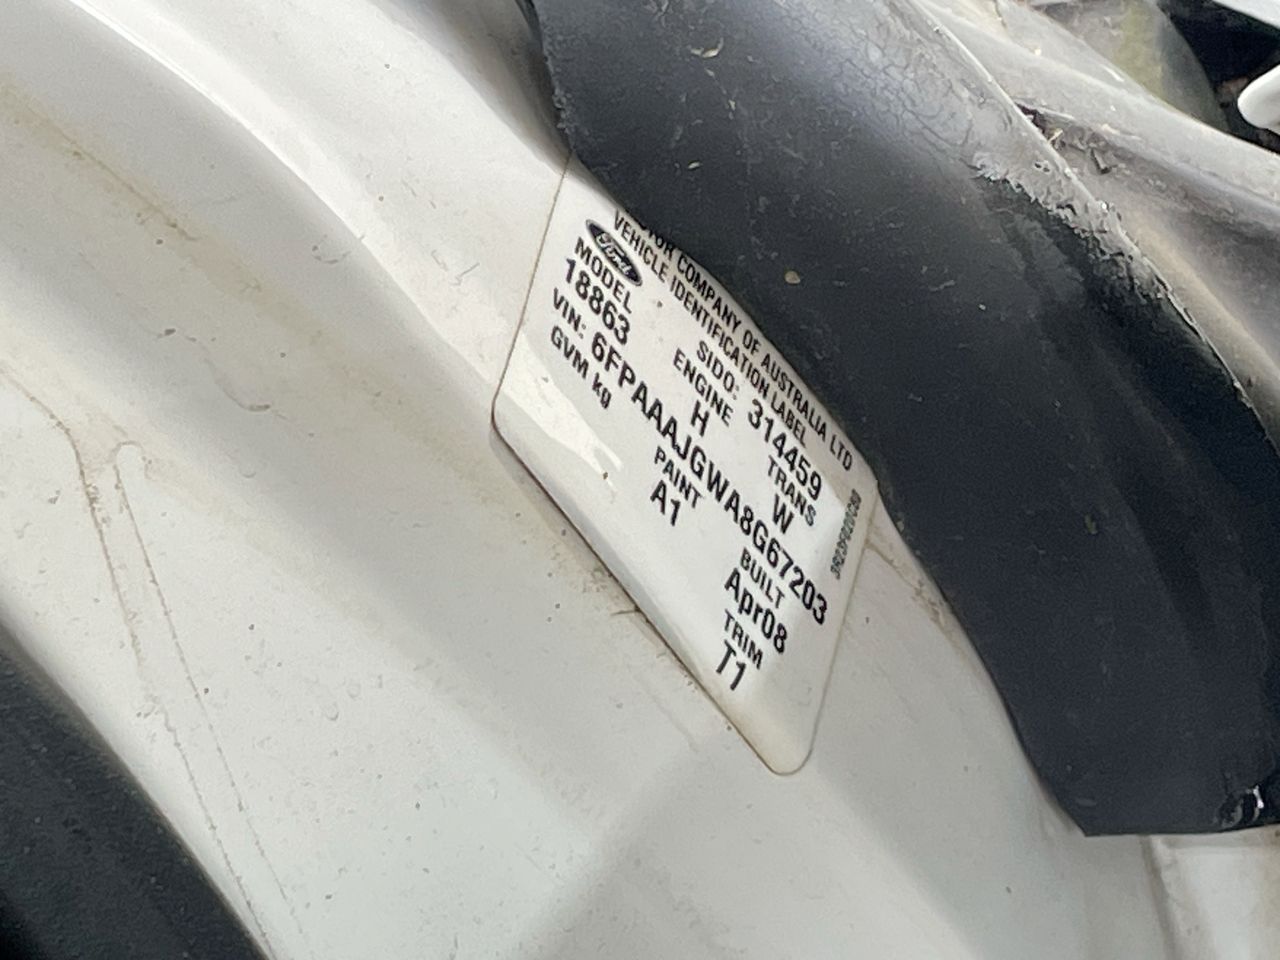 Ford
MOTOR COMPANY OF AUSTRALIA LTD
VEHICLE IDENTIFICATION LABEL
SIDO: 314459
MODEL ENGINE TRANS
18863 H W
VIN: 6FPAAAJGWA8G67203
GVM kg PAINT BUILT TRIM
A1 Apr08 T1